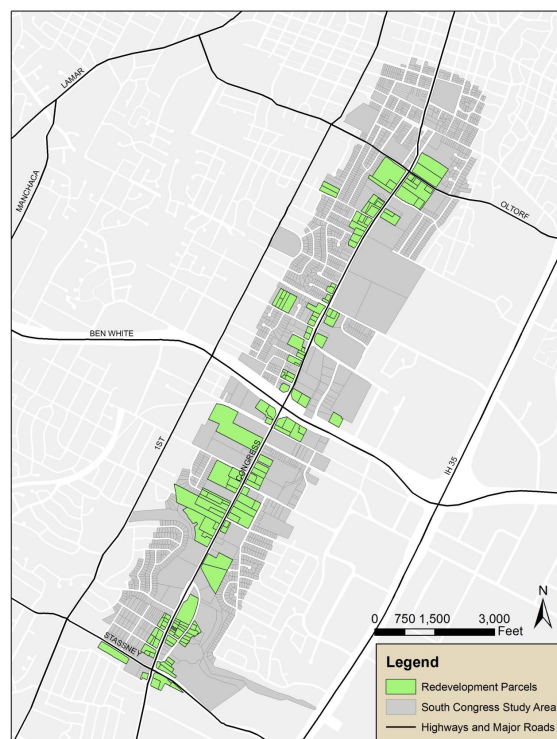 LAMAR
MANCHACA
OLTORF
BEN WHITE
1ST
CONGRESS
IH 35
STASSNEY
N
0 750 1,500 3,000
Feet
Legend
Redevelopment Parcels
South Congress Study Area
Highways and Major Roads